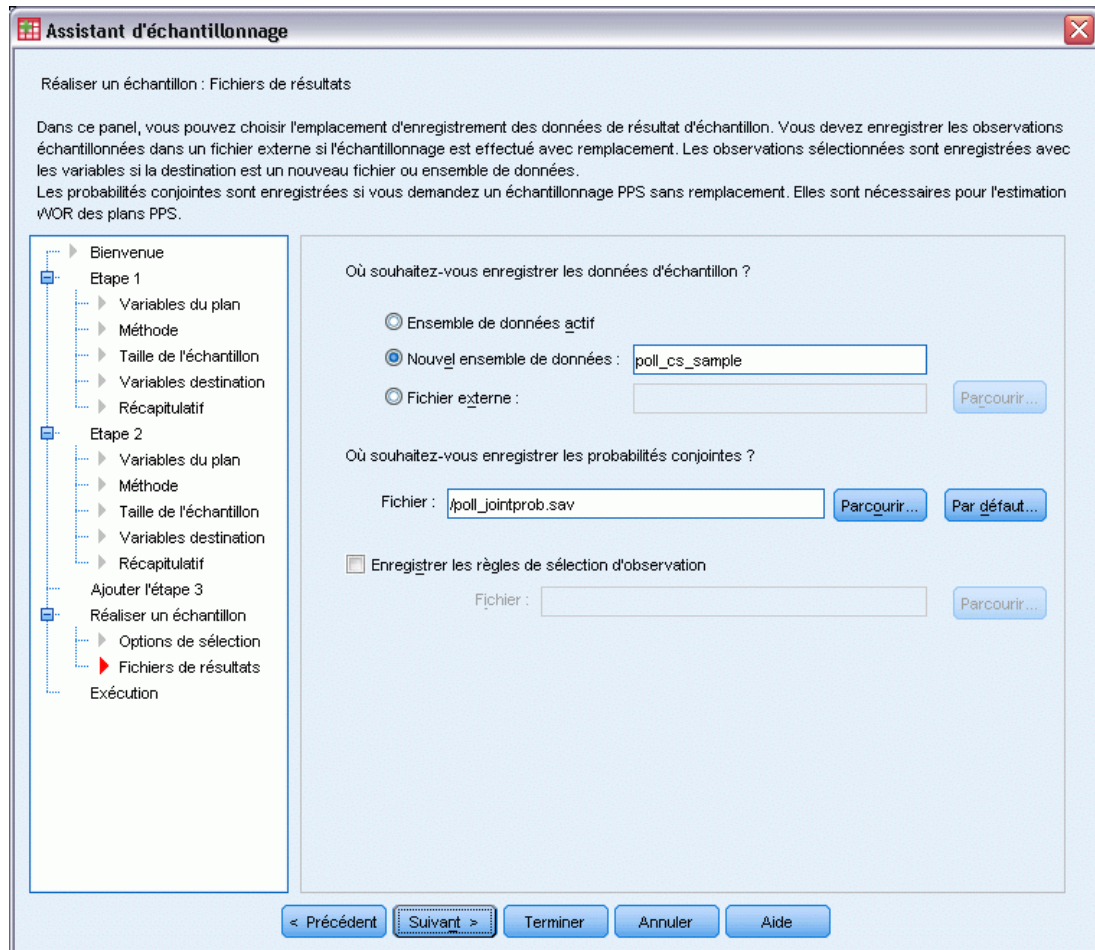 Assistant d'échantillonnage
Réaliser un échantillon : Fichiers de résultats
Dans ce panel, vous pouvez choisir l'emplacement d'enregistrement des données de résultat d'échantillon. Vous devez enregistrer les observations
échantillonnées dans un fichier externe si l'échantillonnage est effectué avec remplacement. Les observations sélectionnées sont enregistrées avec
les variables si la destination est un nouveau fichier ou ensemble de données.
Les probabilités conjointes sont enregistrées si vous demandez un échantillonnage PPS sans remplacement. Elles sont nécessaires pour l'estimation
WOR des plans PPS.
Bienvenue
Etape 1
Variables du plan
Méthode
Taille de l'échantillon
Variables destination
Récapitulatif
Etape 2
Variables du plan
Méthode
Taille de l'échantillon
Variables destination
Récapitulatif
Ajouter l'étape 3
Réaliser un échantillon
Options de sélection
Fichiers de résultats
Exécution
Où souhaitez-vous enregistrer les données d'échantillon ?
Ensemble de données actif
Nouvel ensemble de données : poll_cs_sample
Fichier externe : Parcourir...
Où souhaitez-vous enregistrer les probabilités conjointes ?
Fichier : /poll_jointprob.sav Parcourir... Par défaut...
Enregistrer les règles de sélection d'observation
Fichier : Parcourir...
< Précédent Suivant > Terminer Annuler Aide